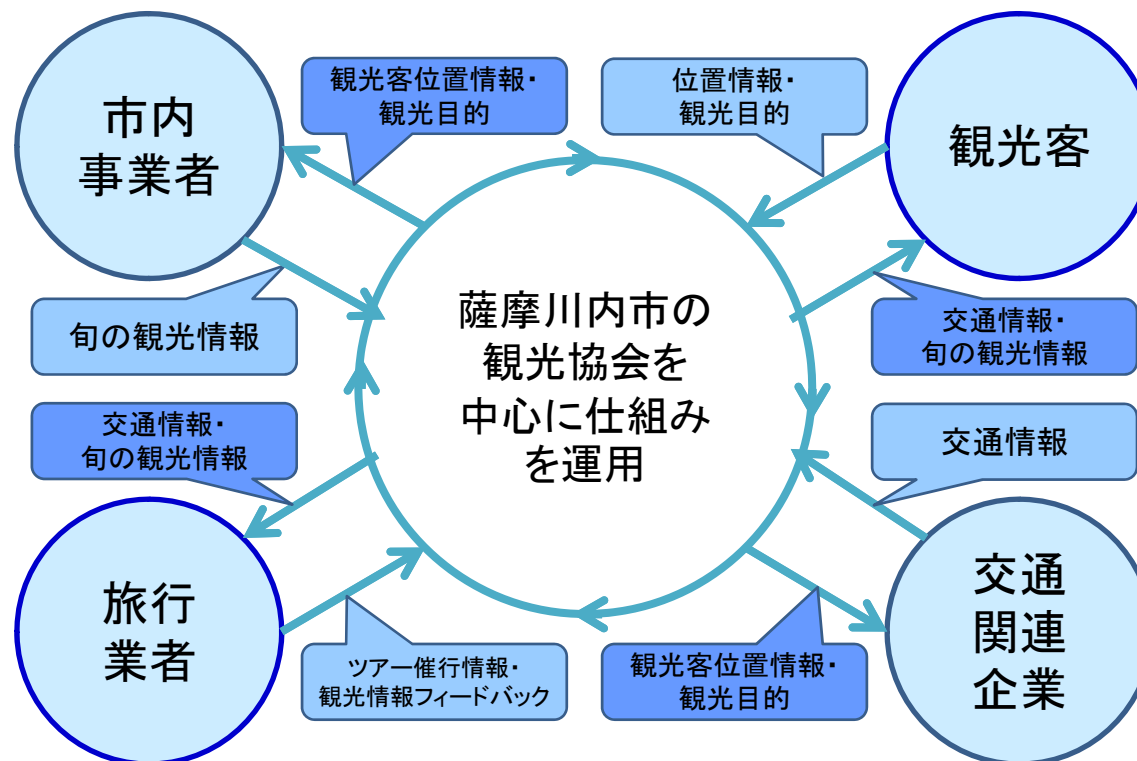 市内
事業者
観光客位置情報・
観光目的
位置情報・
観光目的
観光客
旬の観光情報
薩摩川内市の
観光協会を
中心に仕組み
を運用
交通情報・
旬の観光情報
交通情報・
旬の観光情報
交通情報
旅行
業者
ツアー催行情報・
観光情報フィードバック
観光客位置情報・
観光目的
交通
関連
企業